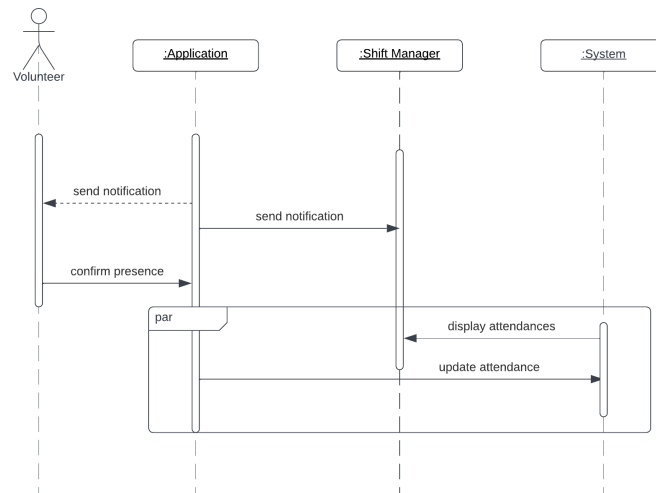 Volunteer
:Application
:Shift Manager
:System
send notification
send notification
confirm presence
par
display attendances
update attendance